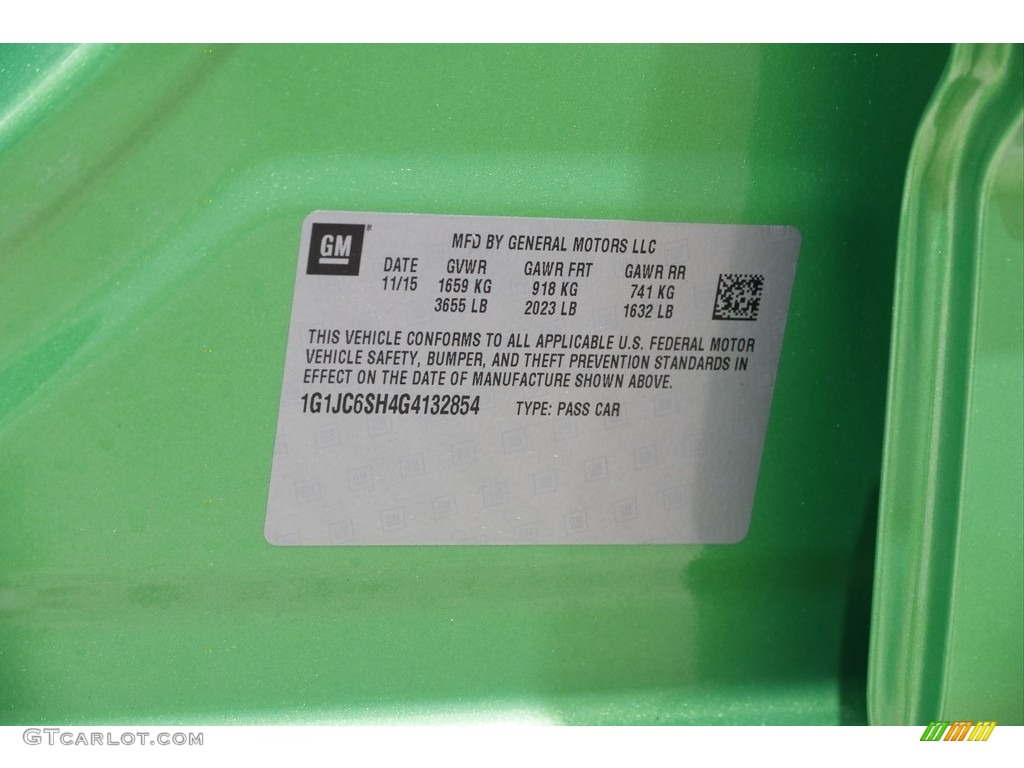 GM®
MFD BY GENERAL MOTORS LLC
DATE GVWR GAWR FRT GAWR RR
11/15 1659 KG 918 KG 741 KG
3655 LB 2023 LB 1632 LB
THIS VEHICLE CONFORMS TO ALL APPLICABLE U.S. FEDERAL MOTOR
VEHICLE SAFETY, BUMPER, AND THEFT PREVENTION STANDARDS IN
EFFECT ON THE DATE OF MANUFACTURE SHOWN ABOVE.
1G1JC6SH4G4132854 TYPE: PASS CAR
GTcarlot.com